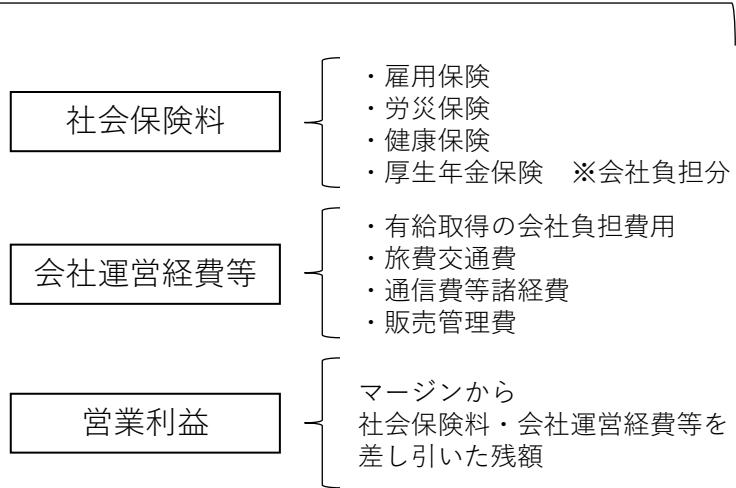 社会保険料
・雇用保険
・労災保険
・健康保険
・厚生年金保険　※会社負担分
会社運営経費等
・有給取得の会社負担費用
・旅費交通費
・通信費等諸経費
・販売管理費
営業利益
マージンから
社会保険料・会社運営経費等を
差し引いた残額